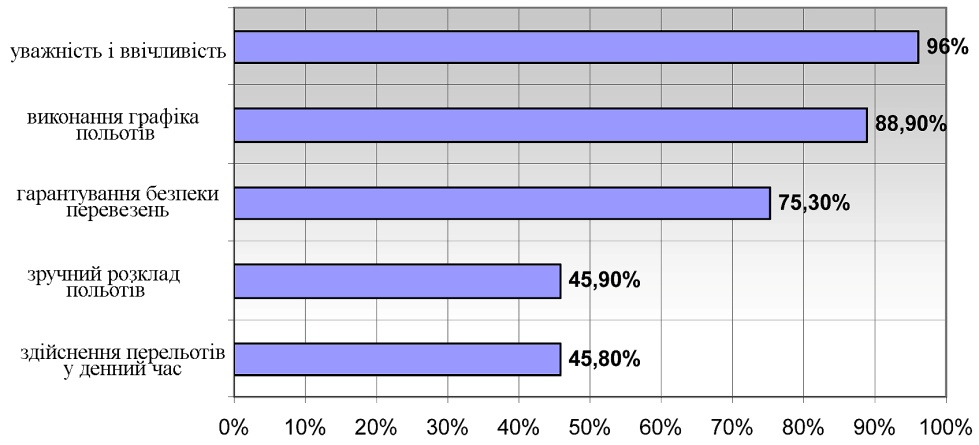 уважність і ввічливість
96%
виконання графіка
польотів
88,90%
гарантування безпеки
перевезень
75,30%
зручний розклад
польотів
45,90%
здійснення перельотів
у денний час
45,80%
0% 10% 20% 30% 40% 50% 60% 70% 80% 90% 100%